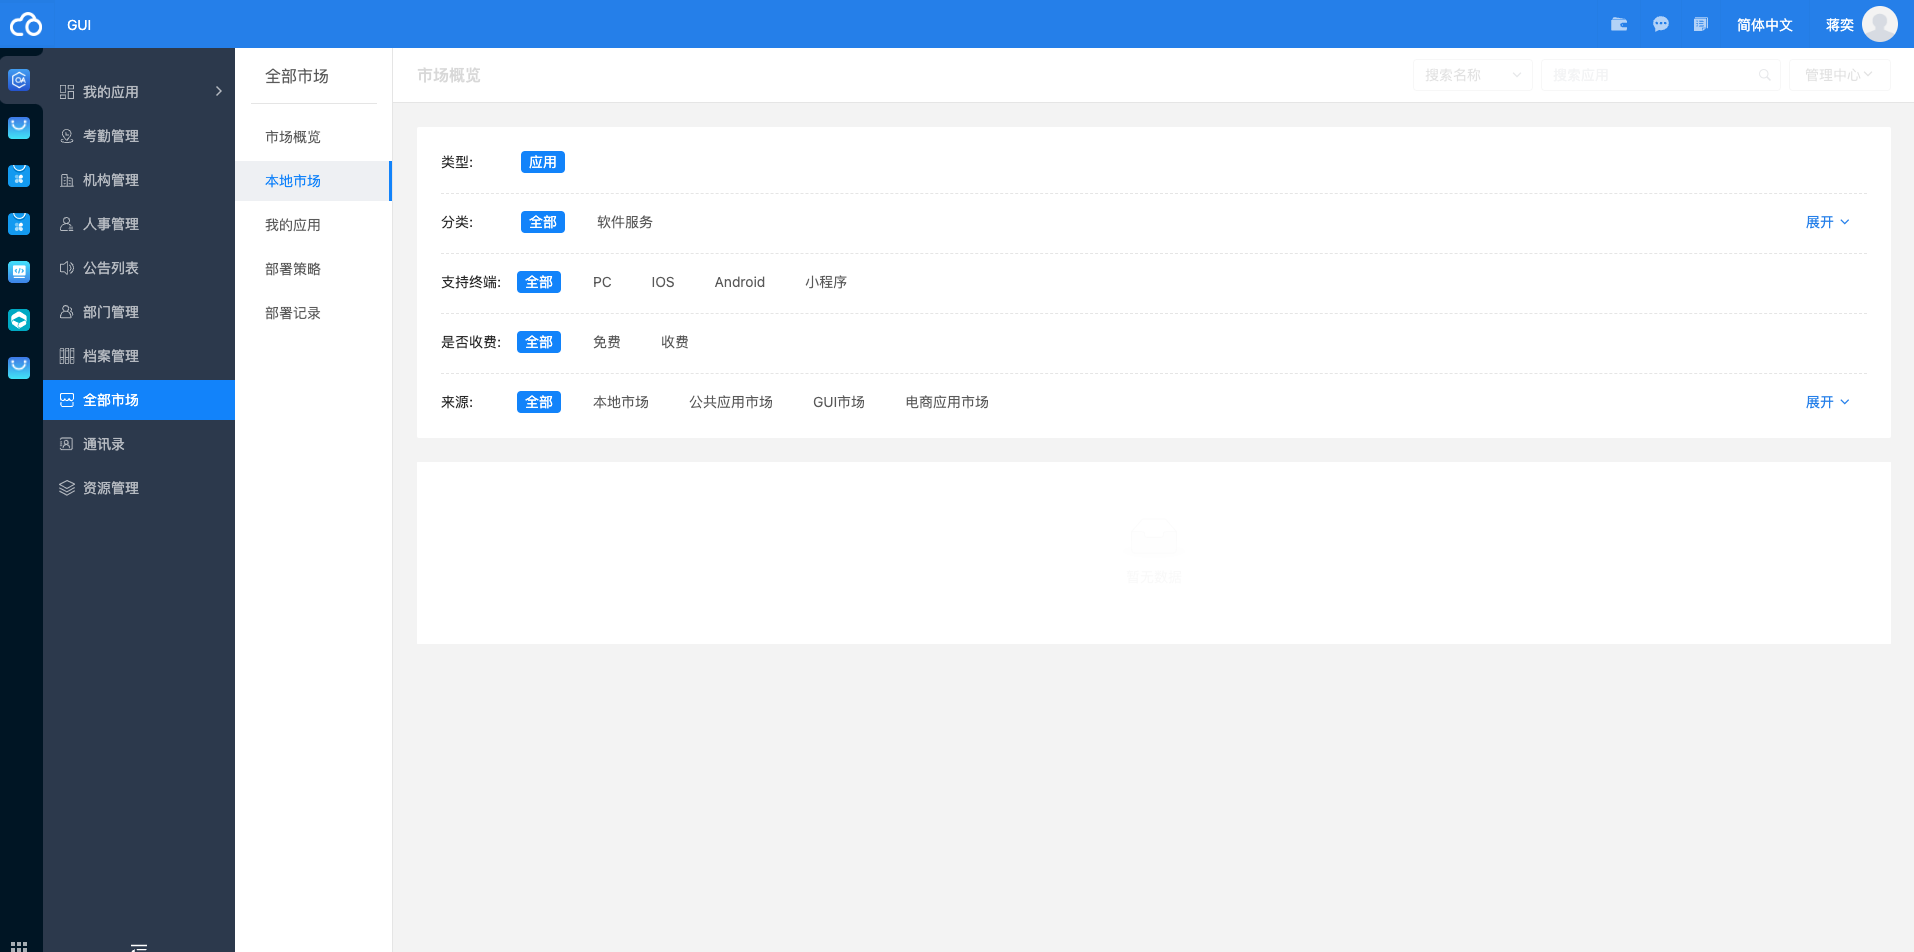 GUI
简体中文
蒋奕
我的应用
考勤管理
机构管理
人事管理
公告列表
部门管理
档案管理
全部市场
通讯录
资源管理
全部市场
市场概览
本地市场
我的应用
部署策略
部署记录
市场概览
搜索名称
搜索应用
管理中心
类型: 应用
分类: 全部 软件服务 展开
支持终端: 全部 PC IOS Android 小程序
是否收费: 全部 免费 收费
来源: 全部 本地市场 公共应用市场 GUI市场 电商应用市场 展开
暂无数据